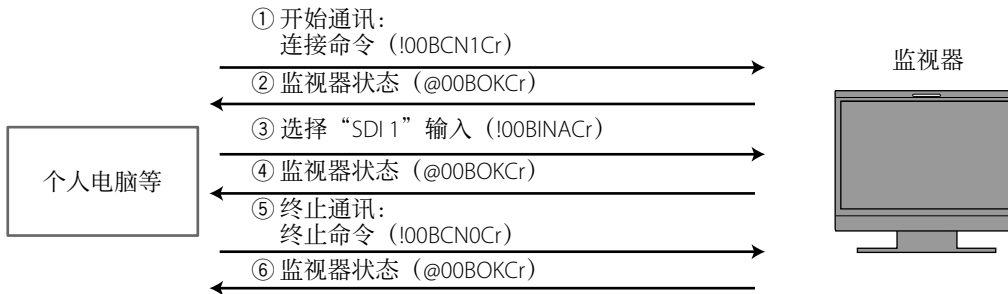 ① 开始通讯：
连接命令（!00BCN1Cr）
② 监视器状态（@00BOKCr）
③ 选择“SDI 1”输入（!00BINACr）
④ 监视器状态（@00BOKCr）
⑤ 终止通讯：
终止命令（!00BCN0Cr）
⑥ 监视器状态（@00BOKCr）
个人电脑等
监视器